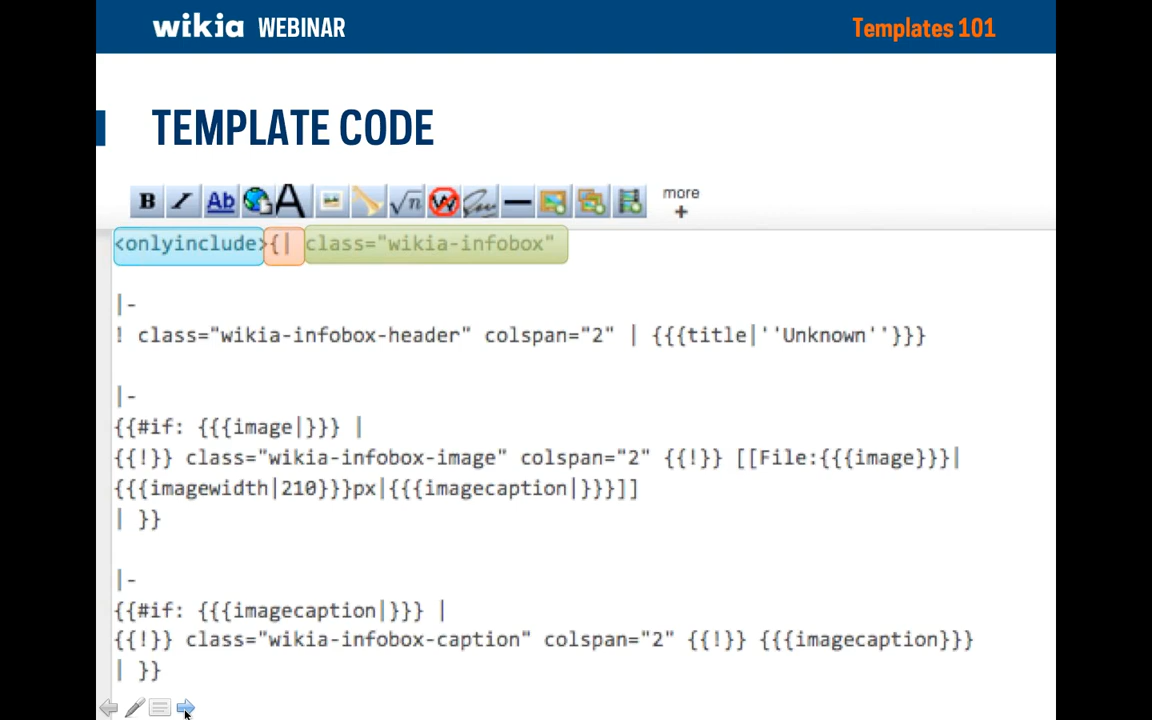 wikia WEBINAR
Templates 101
TEMPLATE CODE
B I Ab A √n W more
+
<onlyinclude>{| class="wikia-infobox"
|-
! class="wikia-infobox-header" colspan="2" | {{{title|''Unknown''}}}
|-
{{#if: {{{image|}}} |
{{!}} class="wikia-infobox-image" colspan="2" {{!}} [[File:{{{image}}}|
{{{imagewidth|210}}}px|{{{imagecaption|}}}]]
| }}
|-
{{#if: {{{imagecaption|}}} |
{{!}} class="wikia-infobox-caption" colspan="2" {{!}} {{{imagecaption}}}
| }}